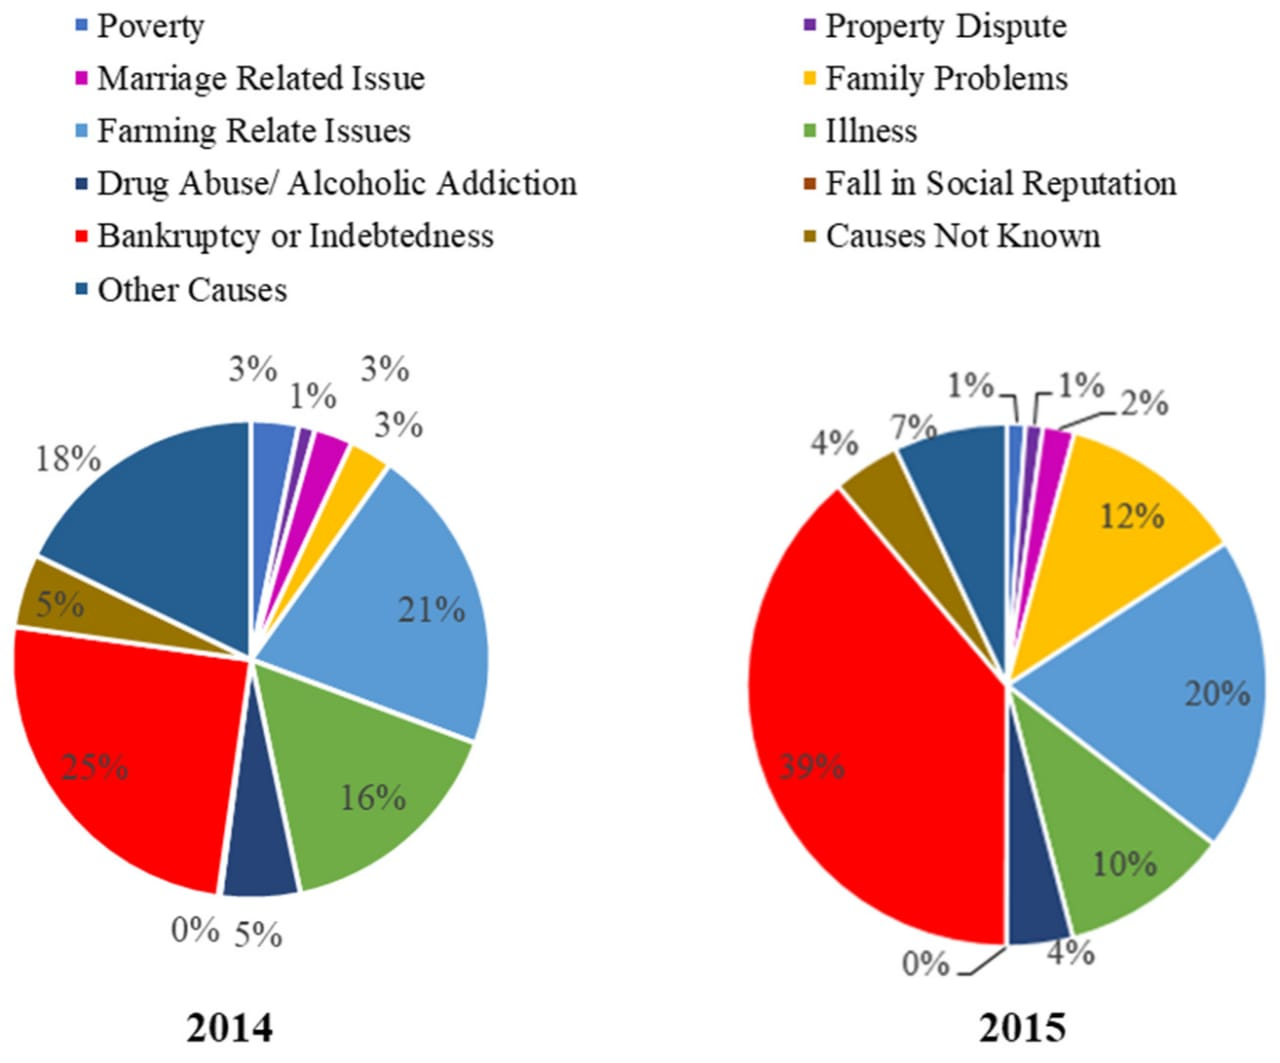 Poverty
Property Dispute
Marriage Related Issue
Family Problems
Farming Relate Issues
Illness
Drug Abuse/ Alcoholic Addiction
Fall in Social Reputation
Bankruptcy or Indebtedness
Causes Not Known
Other Causes
3%
3%
1%
3%
18%
21%
5%
25%
16%
0%
5%
2014
1%
1%
2%
7%
4%
12%
20%
39%
10%
4%
0%
2015